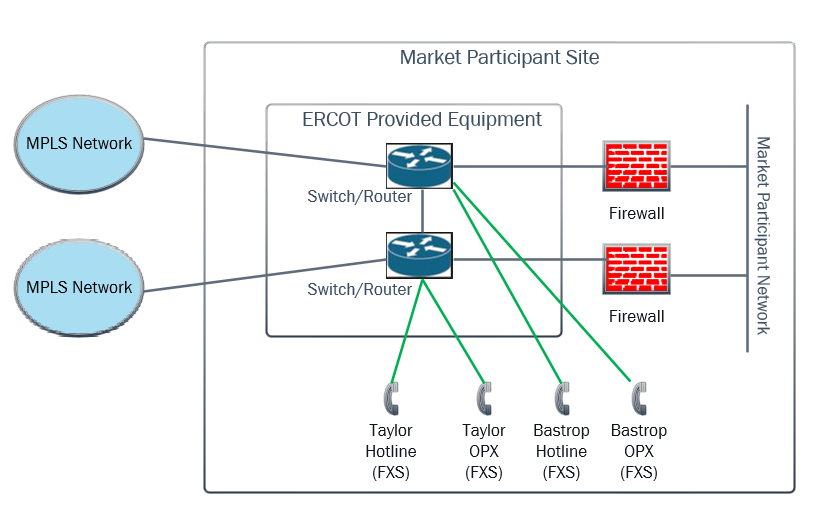 Market Participant Site
ERCOT Provided Equipment
MPLS Network
Switch/Router
Firewall
Market Participant Network
MPLS Network
Switch/Router
Firewall
Taylor
Hotline
(FXS)
Taylor
OPX
(FXS)
Bastrop
Hotline
(FXS)
Bastrop
OPX
(FXS)